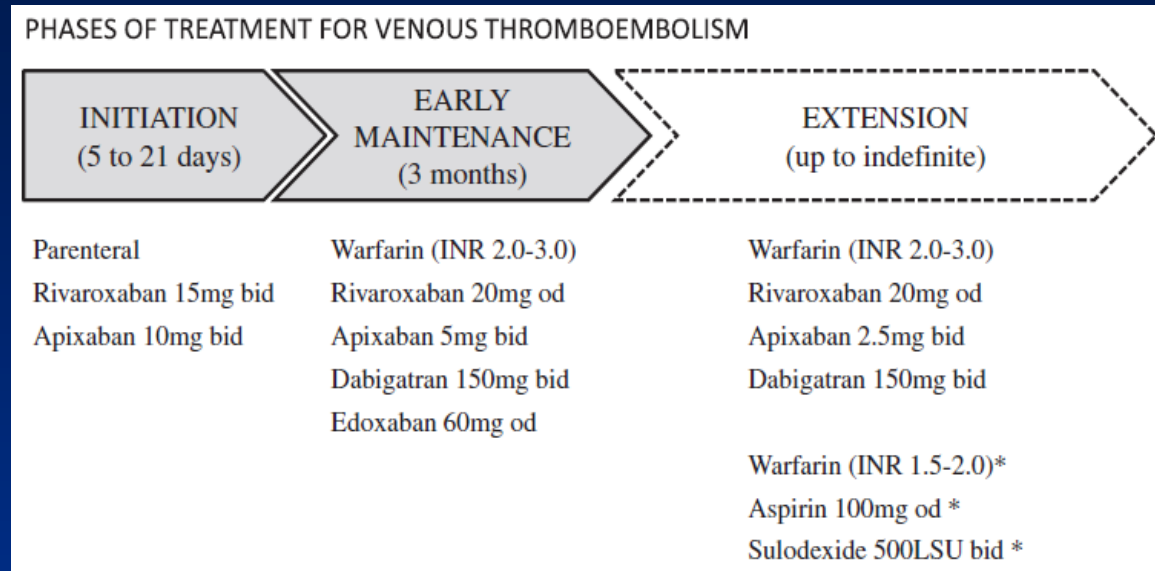 PHASES OF TREATMENT FOR VENOUS THROMBOEMBOLISM
INITIATION
(5 to 21 days)
EARLY
MAINTENANCE
(3 months)
EXTENSION
(up to indefinite)
Parenteral
Rivaroxaban 15mg bid
Apixaban 10mg bid
Warfarin (INR 2.0-3.0)
Rivaroxaban 20mg od
Apixaban 5mg bid
Dabigatran 150mg bid
Edoxaban 60mg od
Warfarin (INR 2.0-3.0)
Rivaroxaban 20mg od
Apixaban 2.5mg bid
Dabigatran 150mg bid
Warfarin (INR 1.5-2.0)*
Aspirin 100mg od *
Sulodexide 500LSU bid *